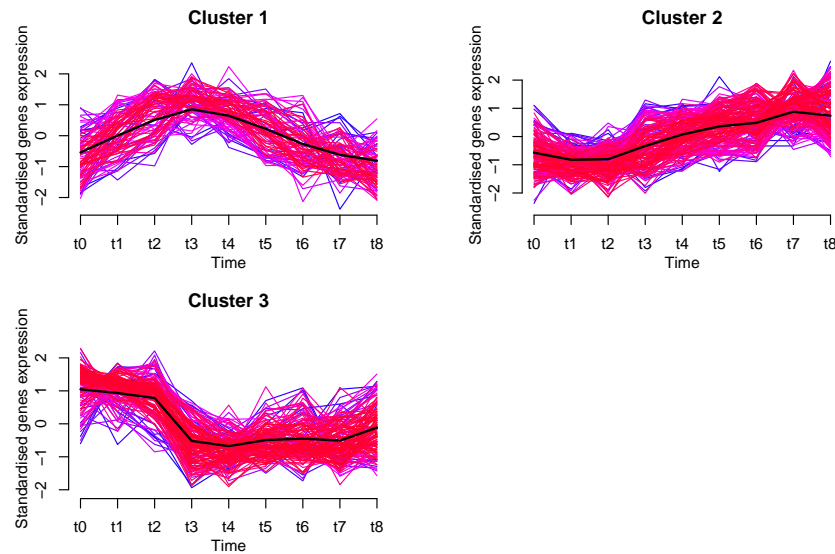 Cluster 1
Standardised genes expression
2
1
0
−1
−2
t0 t1 t2 t3 t4 t5 t6 t7 t8
Time
Cluster 2
Standardised genes expression
2
1
0
−1
−2
t0 t1 t2 t3 t4 t5 t6 t7 t8
Time
Cluster 3
Standardised genes expression
2
1
0
−1
−2
t0 t1 t2 t3 t4 t5 t6 t7 t8
Time